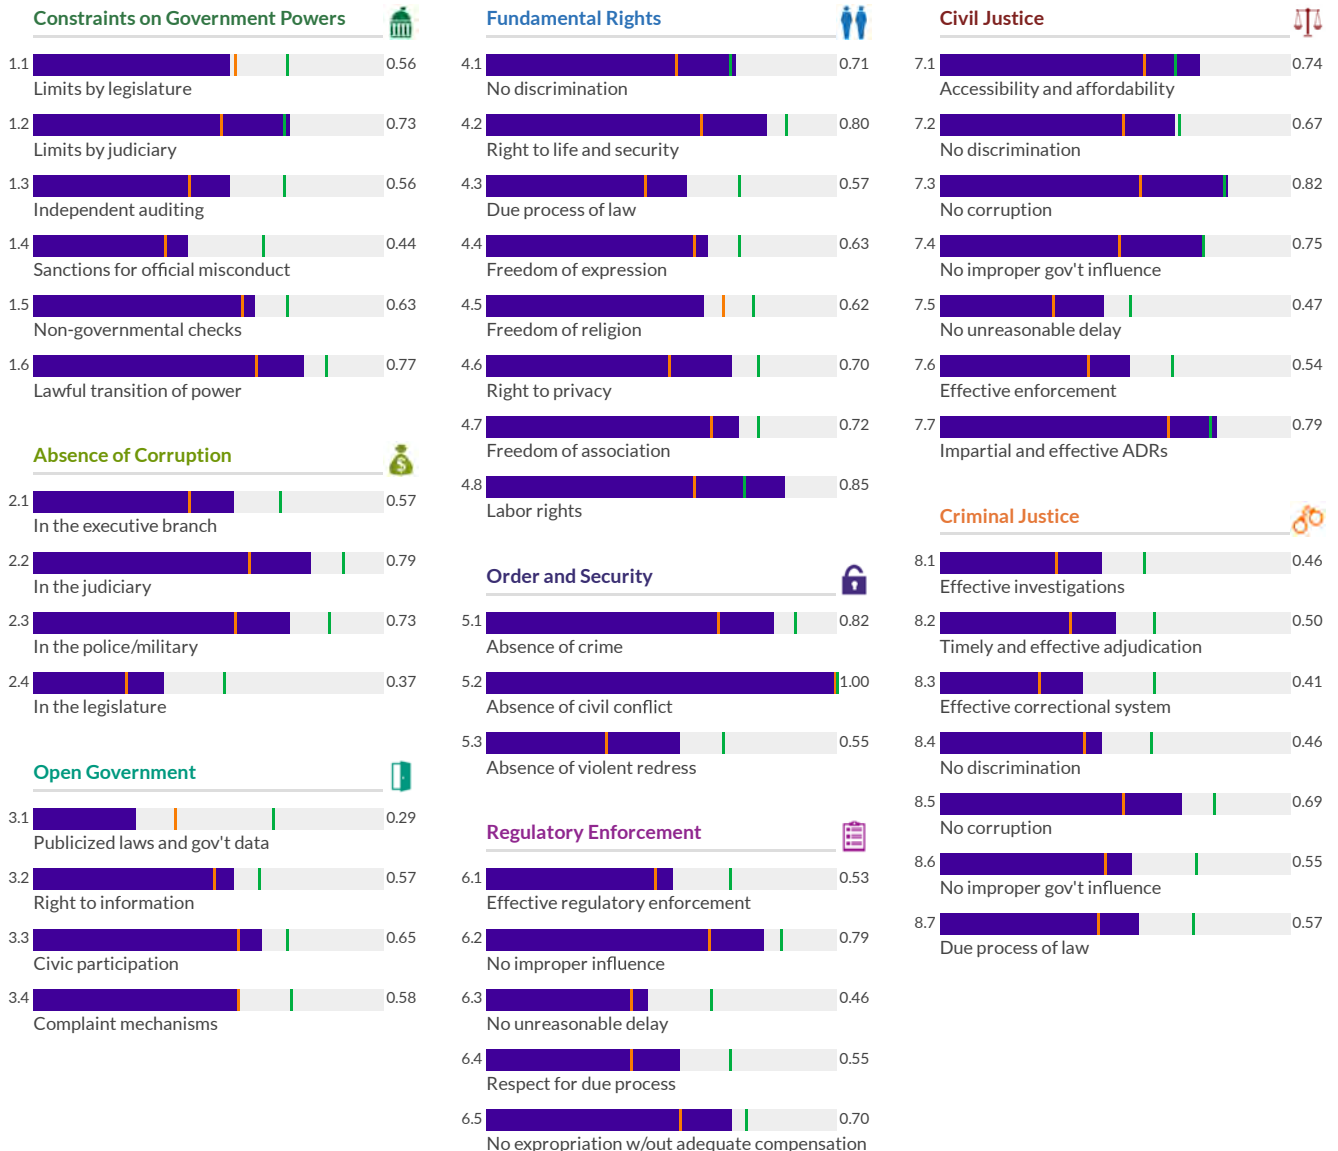 Constraints on Government Powers
1.1 0.56
Limits by legislature
1.2 0.73
Limits by judiciary
1.3 0.56
Independent auditing
1.4 0.44
Sanctions for official misconduct
1.5 0.63
Non-governmental checks
1.6 0.77
Lawful transition of power
Absence of Corruption
$
2.1 0.57
In the executive branch
2.2 0.79
In the judiciary
2.3 0.73
In the police/military
2.4 0.37
In the legislature
Open Government
3.1 0.29
Publicized laws and gov't data
3.2 0.57
Right to information
3.3 0.65
Civic participation
3.4 0.58
Complaint mechanisms
Fundamental Rights
4.1 0.71
No discrimination
4.2 0.80
Right to life and security
4.3 0.57
Due process of law
4.4 0.63
Freedom of expression
4.5 0.62
Freedom of religion
4.6 0.70
Right to privacy
4.7 0.72
Freedom of association
4.8 0.85
Labor rights
Order and Security
5.1 0.82
Absence of crime
5.2 1.00
Absence of civil conflict
5.3 0.55
Absence of violent redress
Regulatory Enforcement
6.1 0.53
Effective regulatory enforcement
6.2 0.79
No improper influence
6.3 0.46
No unreasonable delay
6.4 0.55
Respect for due process
6.5 0.70
No expropriation w/out adequate compensation
Civil Justice
7.1 0.74
Accessibility and affordability
7.2 0.67
No discrimination
7.3 0.82
No corruption
7.4 0.75
No improper gov't influence
7.5 0.47
No unreasonable delay
7.6 0.54
Effective enforcement
7.7 0.79
Impartial and effective ADRs
Criminal Justice
8.1 0.46
Effective investigations
8.2 0.50
Timely and effective adjudication
8.3 0.41
Effective correctional system
8.4 0.46
No discrimination
8.5 0.69
No corruption
8.6 0.55
No improper gov't influence
8.7 0.57
Due process of law